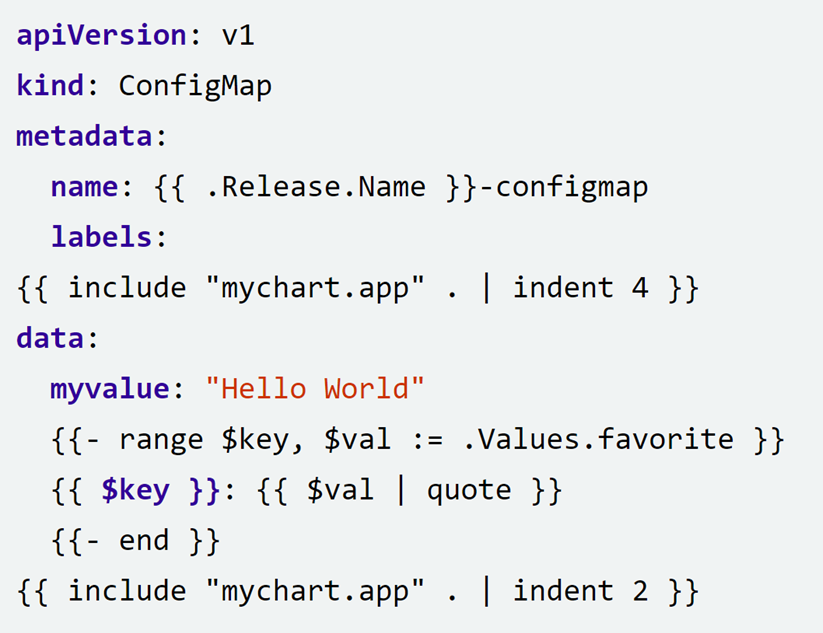 apiVersion: v1
kind: ConfigMap
metadata:
  name: {{ .Release.Name }}-configmap
  labels:
{{ include "mychart.app" . | indent 4 }}
data:
  myvalue: "Hello World"
  {{- range $key, $val := .Values.favorite }}
  {{ $key }}: {{ $val | quote }}
  {{- end }}
{{ include "mychart.app" . | indent 2 }}